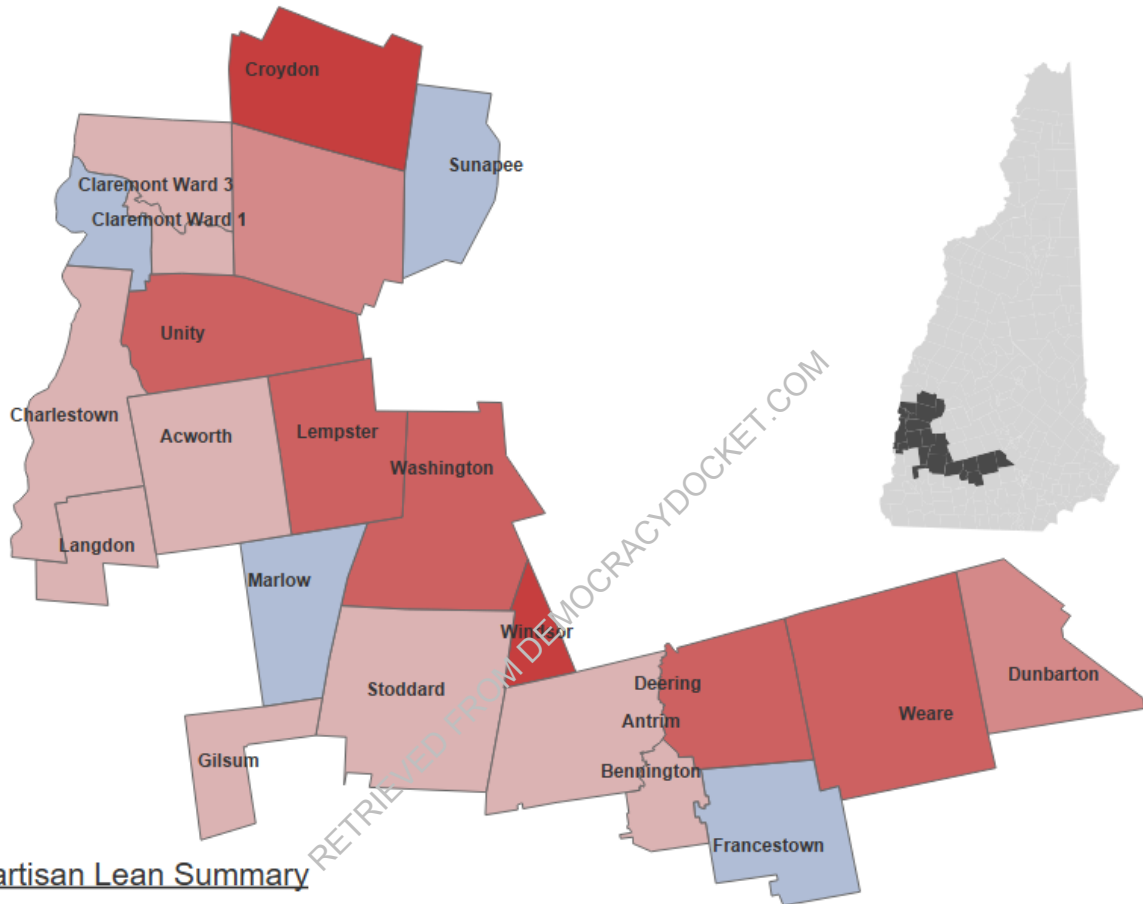 Croydon
Sunapee
Claremont Ward 3
Claremont Ward 1
Unity
Charlestown
Acworth
Lempster
Washington
Langdon
Marlow
Windsor
Stoddard
Deering
Dunbarton
Antrim
Weare
Gilsum
Bennington
Francestown
artisan Lean Summary
RETRIEVED FROM DEMOCRACYDOCKET.COM